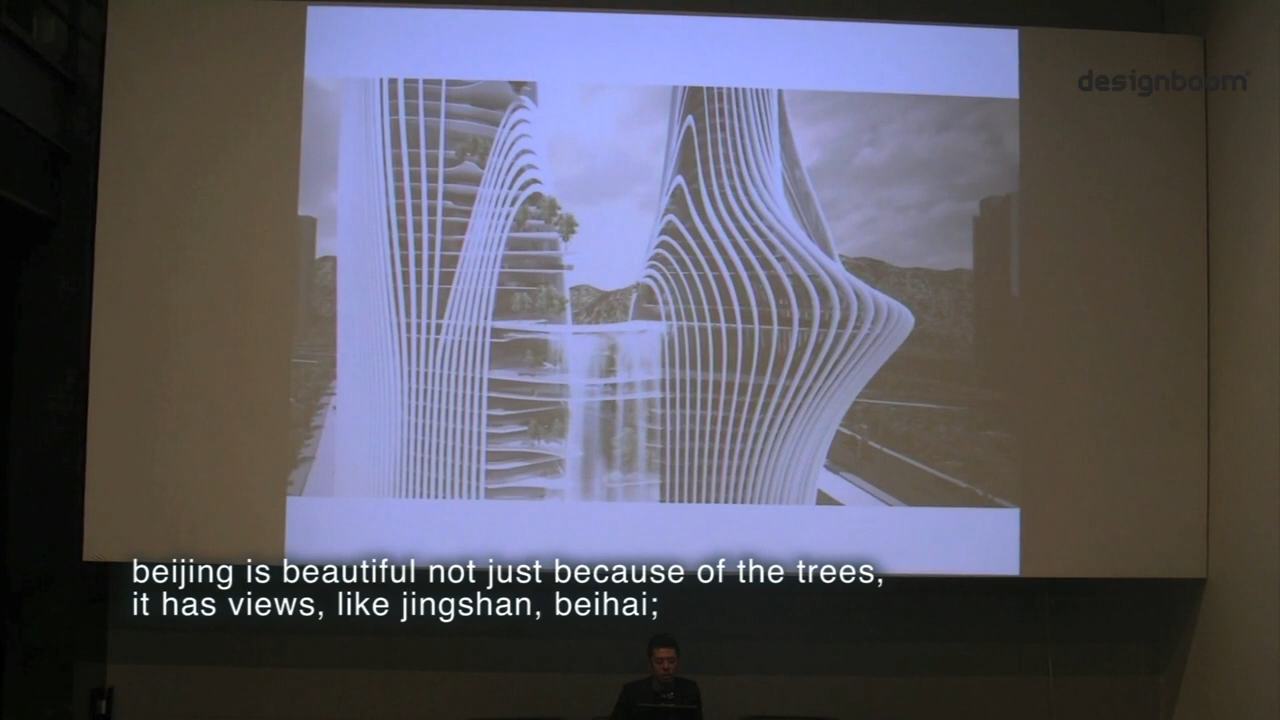 designboom®
beijing is beautiful not just because of the trees,
it has views, like jingshan, beihai;